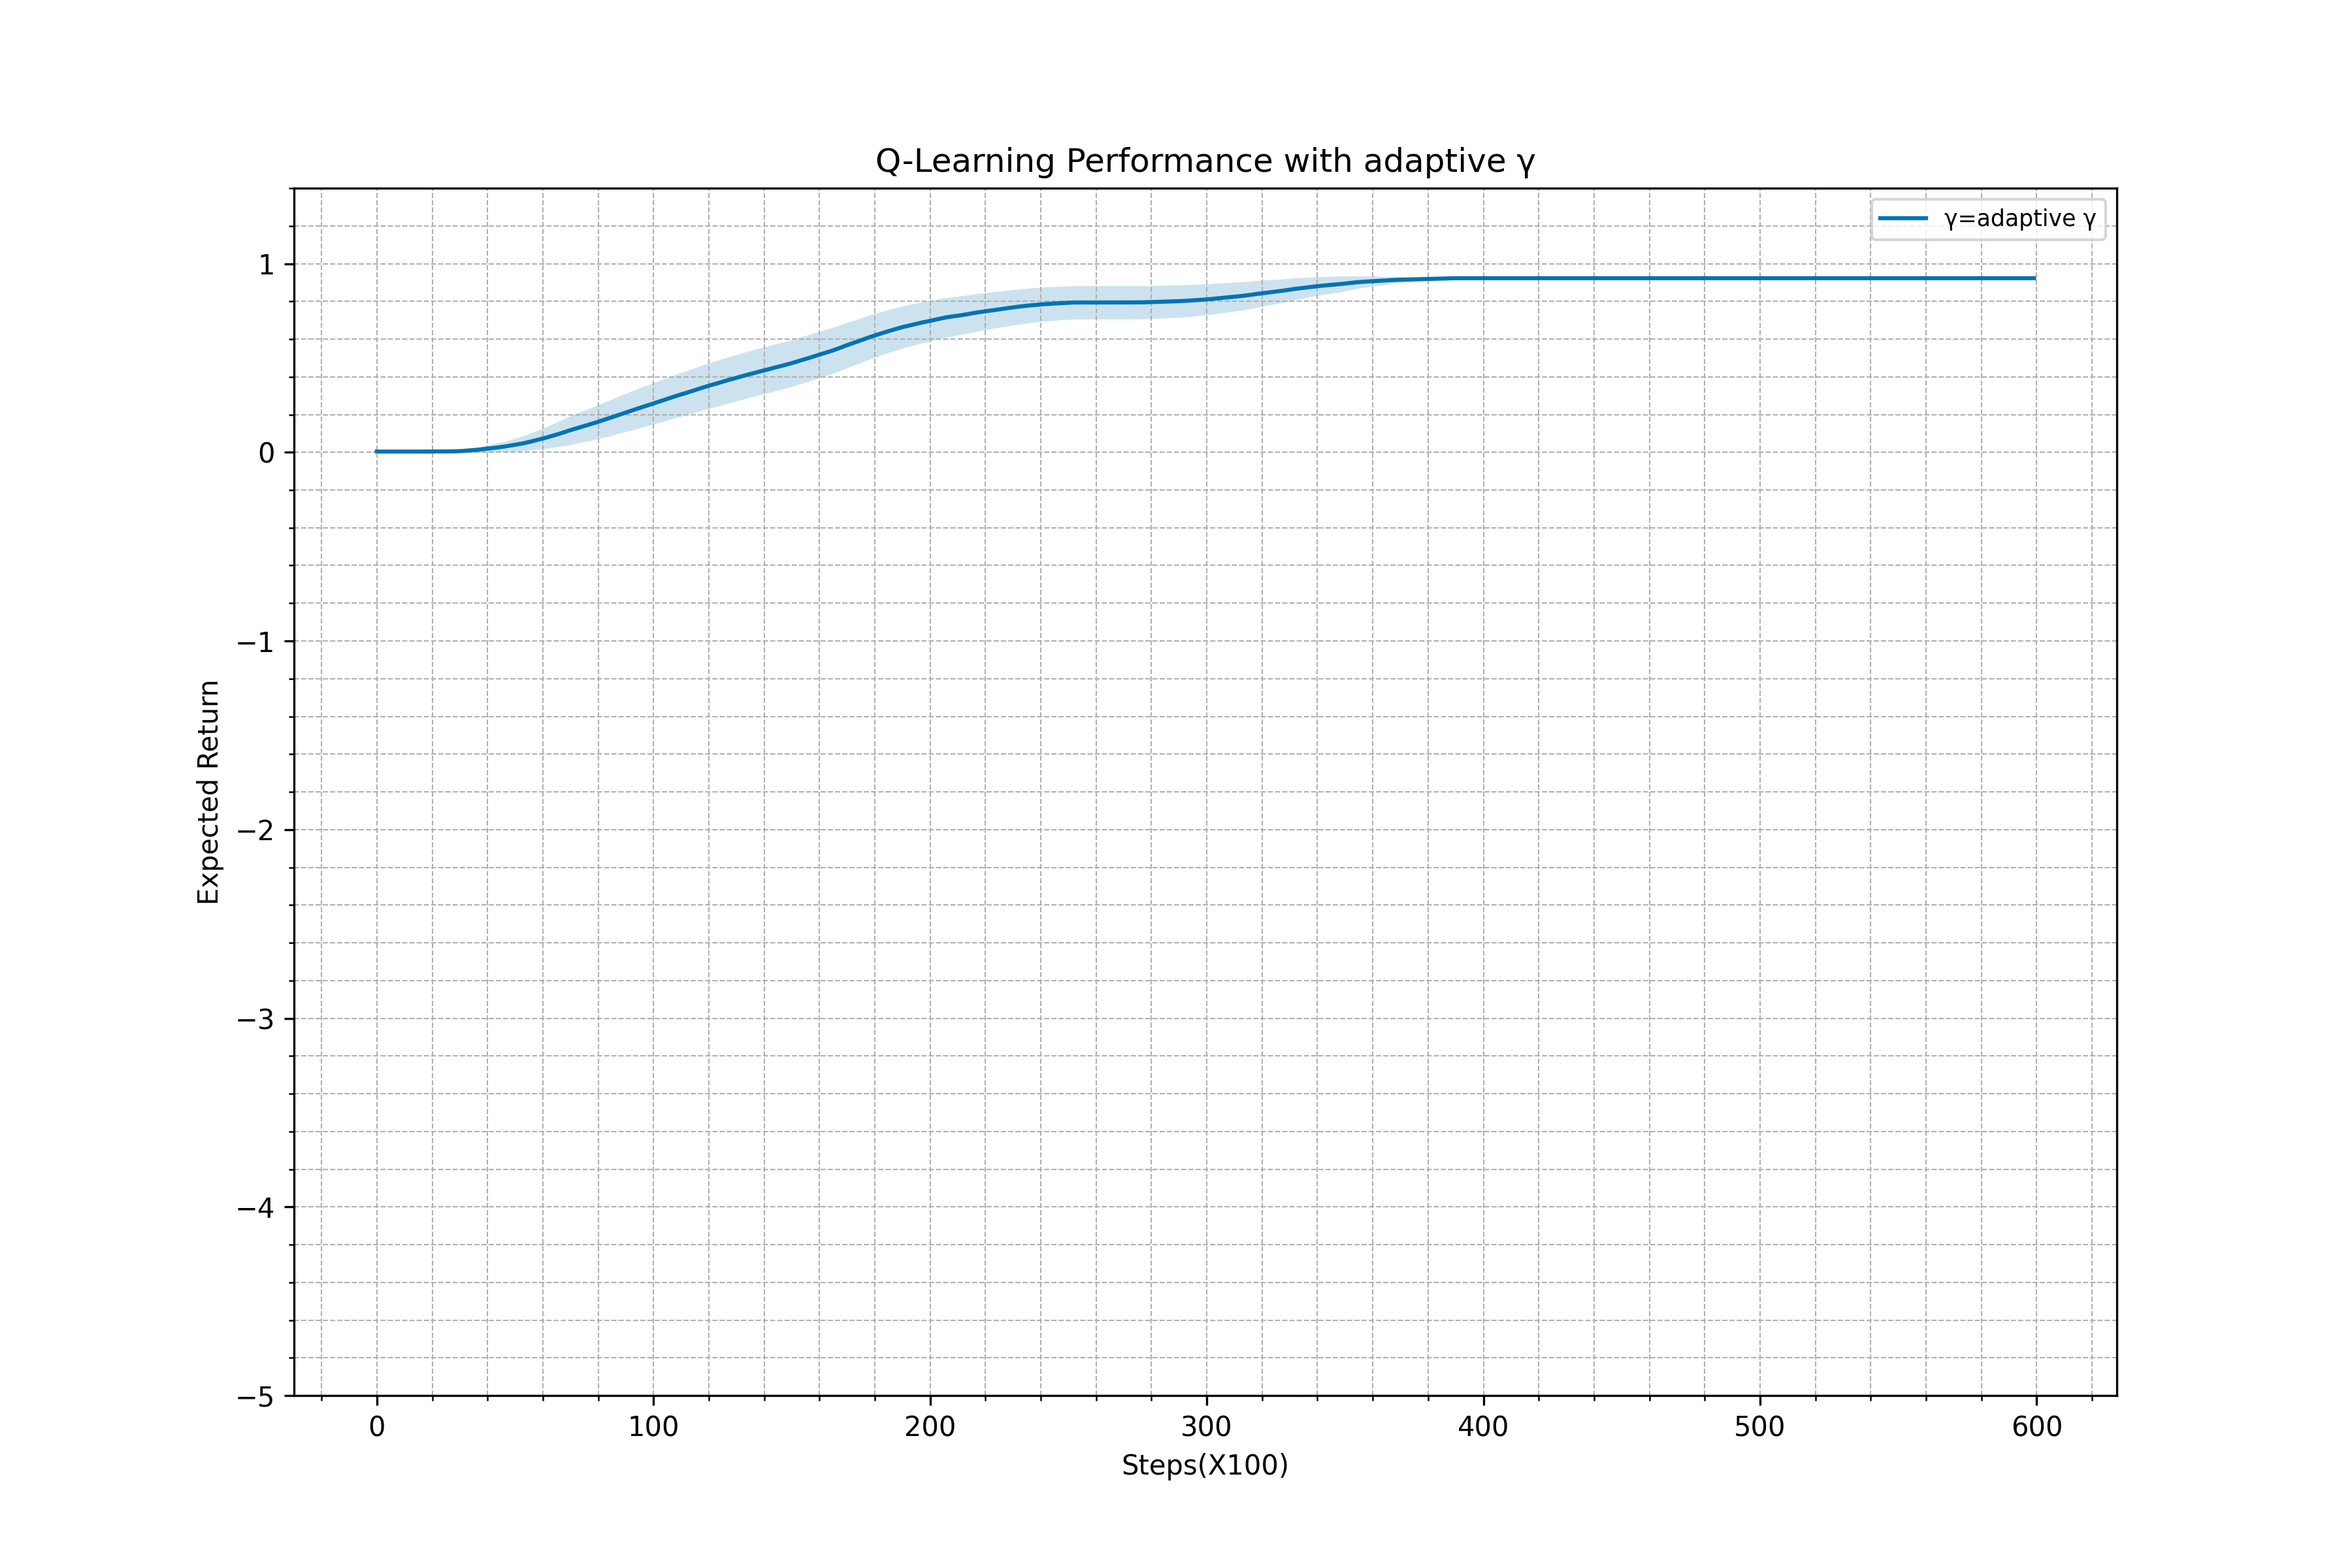 Q-Learning Performance with adaptive γ
γ=adaptive γ
1
0
−1
−2
−3
−4
−5
Expected Return
0 100 200 300 400 500 600
Steps(X100)